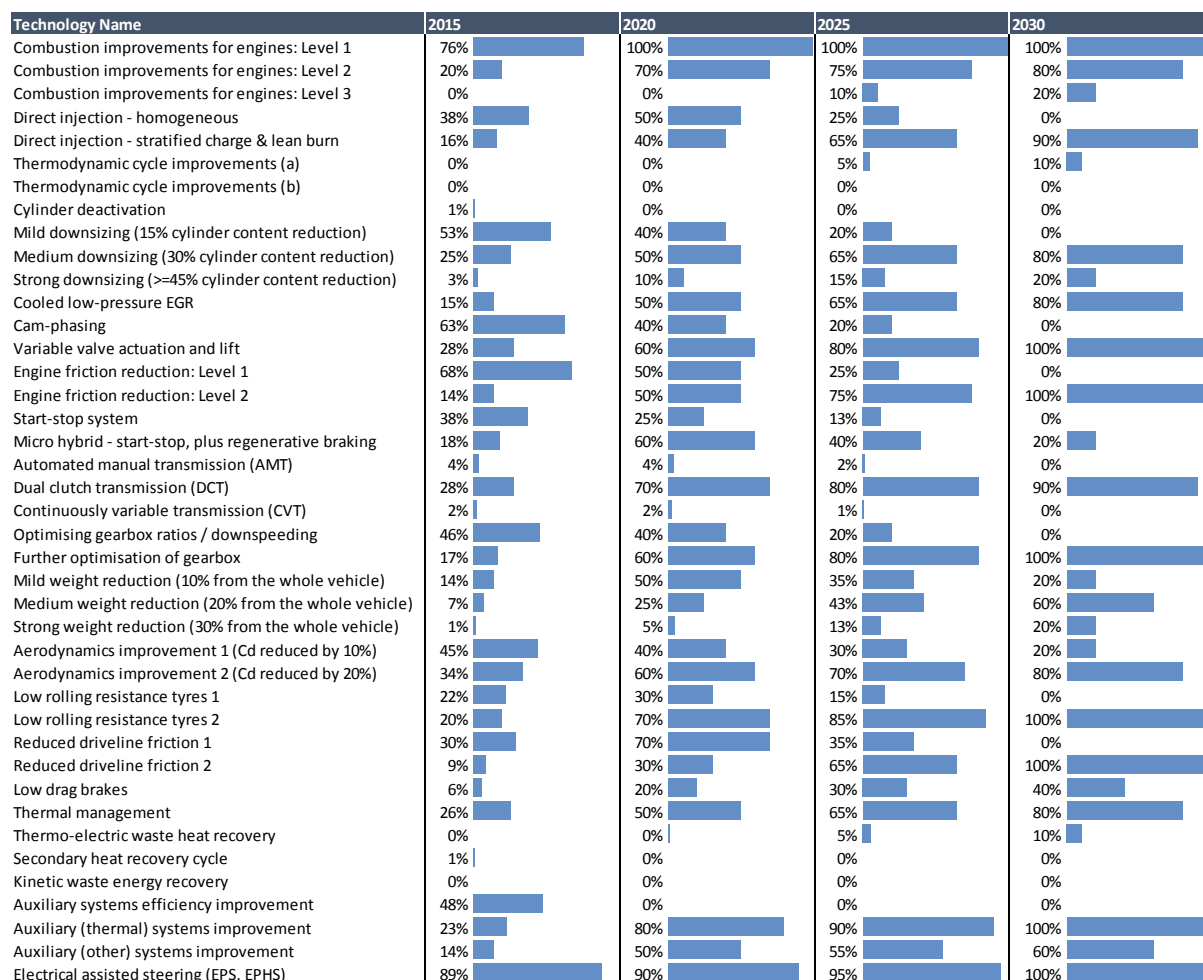 Technology Name 2015 2020 2025 2030
Combustion improvements for engines: Level 1 76% 100% 100% 100%
Combustion improvements for engines: Level 2 20% 70% 75% 80%
Combustion improvements for engines: Level 3 0% 0% 10% 20%
Direct injection - homogeneous 38% 50% 25% 0%
Direct injection - stratified charge & lean burn 16% 40% 65% 90%
Thermodynamic cycle improvements (a) 0% 0% 5% 10%
Thermodynamic cycle improvements (b) 0% 0% 0% 0%
Cylinder deactivation 1% 0% 0% 0%
Mild downsizing (15% cylinder content reduction) 53% 40% 20% 0%
Medium downsizing (30% cylinder content reduction) 25% 50% 65% 80%
Strong downsizing (>=45% cylinder content reduction) 3% 10% 15% 20%
Cooled low-pressure EGR 15% 50% 65% 80%
Cam-phasing 63% 40% 20% 0%
Variable valve actuation and lift 28% 60% 80% 100%
Engine friction reduction: Level 1 68% 50% 25% 0%
Engine friction reduction: Level 2 14% 50% 75% 100%
Start-stop system 38% 25% 13% 0%
Micro hybrid - start-stop, plus regenerative braking 18% 60% 40% 20%
Automated manual transmission (AMT) 4% 4% 2% 0%
Dual clutch transmission (DCT) 28% 70% 80% 90%
Continuously variable transmission (CVT) 2% 2% 1% 0%
Optimising gearbox ratios / downspeeding 46% 40% 20% 0%
Further optimisation of gearbox 17% 60% 80% 100%
Mild weight reduction (10% from the whole vehicle) 14% 50% 35% 20%
Medium weight reduction (20% from the whole vehicle) 7% 25% 43% 60%
Strong weight reduction (30% from the whole vehicle) 1% 5% 13% 20%
Aerodynamics improvement 1 (Cd reduced by 10%) 45% 40% 30% 20%
Aerodynamics improvement 2 (Cd reduced by 20%) 34% 60% 70% 80%
Low rolling resistance tyres 1 22% 30% 15% 0%
Low rolling resistance tyres 2 20% 70% 85% 100%
Reduced driveline friction 1 30% 70% 35% 0%
Reduced driveline friction 2 9% 30% 65% 100%
Low drag brakes 6% 20% 30% 40%
Thermal management 26% 50% 65% 80%
Thermo-electric waste heat recovery 0% 0% 5% 10%
Secondary heat recovery cycle 1% 0% 0% 0%
Kinetic waste energy recovery 0% 0% 0% 0%
Auxiliary systems efficiency improvement 48% 0% 0% 0%
Auxiliary (thermal) systems improvement 23% 80% 90% 100%
Auxiliary (other) systems improvement 14% 50% 55% 60%
Electrical assisted steering (EPS, EPHS) 89% 90% 95% 100%